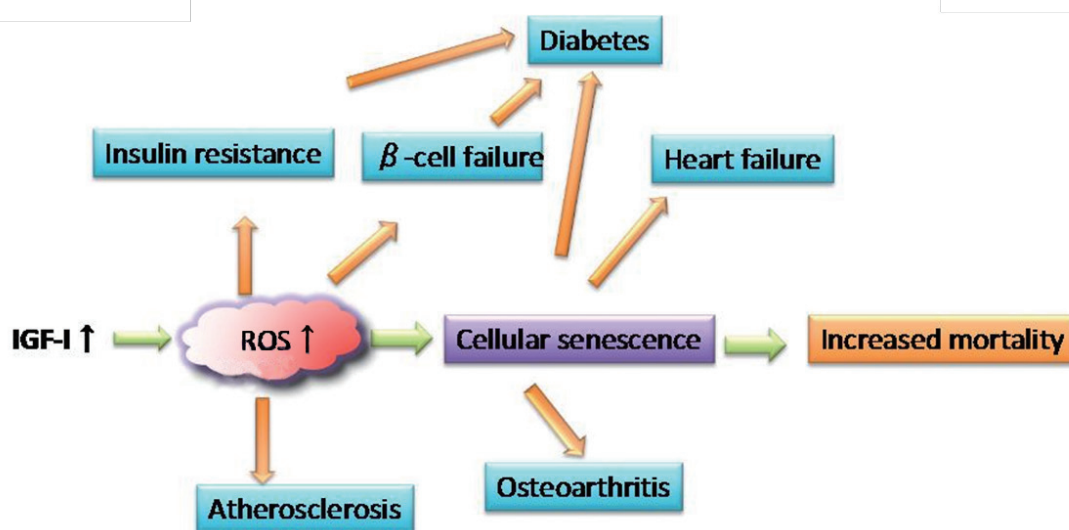 Diabetes
Insulin resistance
β-cell failure
Heart failure
IGF-I ↑
ROS ↑
Cellular senescence
Increased mortality
Atherosclerosis
Osteoarthritis